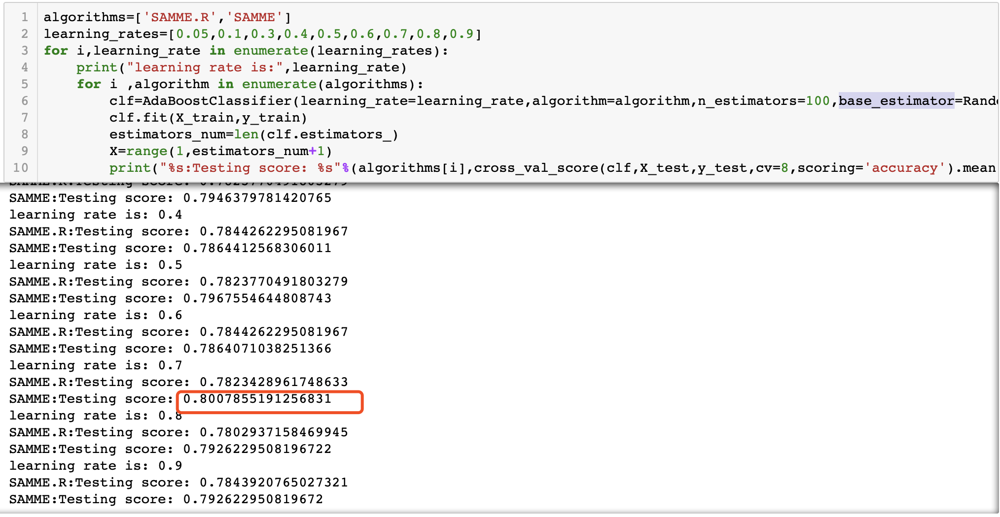 1 algorithms=['SAMME.R','SAMME']
2 learning_rates=[0.05,0.1,0.3,0.4,0.5,0.6,0.7,0.8,0.9]
3 for i,learning_rate in enumerate(learning_rates):
4 print("learning rate is:",learning_rate)
5 for i ,algorithm in enumerate(algorithms):
6 clf=AdaBoostClassifier(learning_rate=learning_rate,algorithm=algorithm,n_estimators=100,base_estimator=Rand
7 clf.fit(X_train,y_train)
8 estimators_num=len(clf.estimators_)
9 X=range(1,estimators_num+1)
10 print("%s:Testing score: %s"%(algorithms[i],cross_val_score(clf,X_test,y_test,cv=8,scoring='accuracy').mean
SAMME.R:Testing score: 0.7823770491803279
SAMME:Testing score: 0.7946379781420765
learning rate is: 0.4
SAMME.R:Testing score: 0.7844262295081967
SAMME:Testing score: 0.7864412568306011
learning rate is: 0.5
SAMME.R:Testing score: 0.7823770491803279
SAMME:Testing score: 0.7967554644808743
learning rate is: 0.6
SAMME.R:Testing score: 0.7844262295081967
SAMME:Testing score: 0.7864071038251366
learning rate is: 0.7
SAMME.R:Testing score: 0.7823428961748633
SAMME:Testing score: 0.8007855191256831
learning rate is: 0.8
SAMME.R:Testing score: 0.7802937158469945
SAMME:Testing score: 0.7926229508196722
learning rate is: 0.9
SAMME.R:Testing score: 0.7843920765027321
SAMME:Testing score: 0.792622950819672